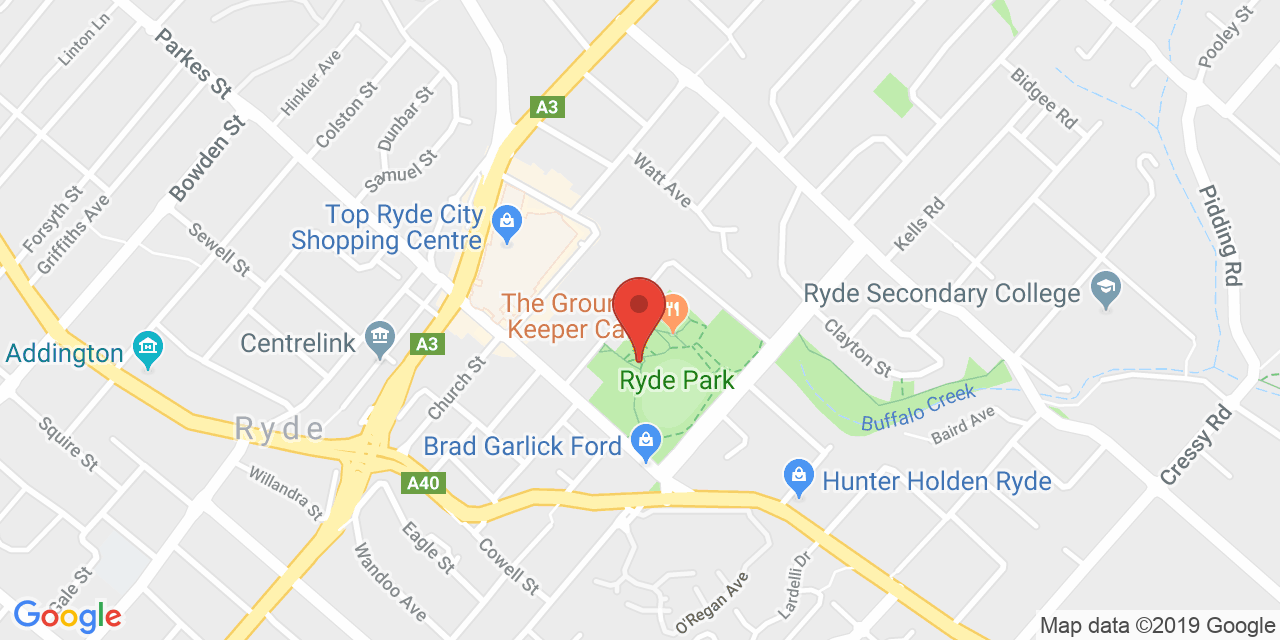 Linton Ln
Parkes St
Hinkler Ave
Colston St
Dunbar St
Samuel St
Bowden St
A3
Watt Ave
Bidgee Rd
Pooley St
Pidding Rd
Forsyth St
Griffiths Ave
Sewell St
Top Ryde City
Shopping Centre
Kells Rd
Ryde Secondary College
The Groun
Keeper Ca
Addington
Centrelink
A3
Church St
Clayton St
Ryde Park
Buffalo Creek
Baird Ave
Cressy Rd
Ryde
Squire St
Brad Garlick Ford
Willandra St
A40
Hunter Holden Ryde
Eagle St
Wandoo Ave
Cowell St
O'Regan Ave
Lardelli Dr
Gale St
Google
Map data ©2019 Google